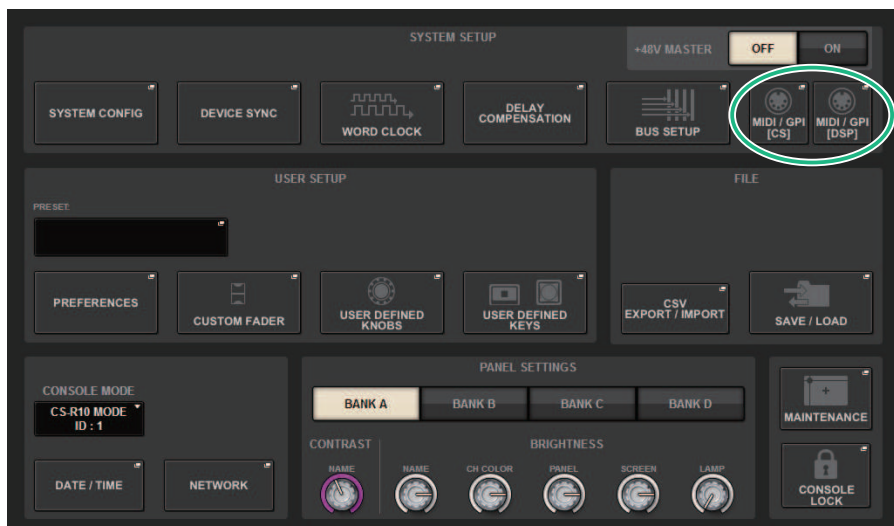 SYSTEM SETUP
+48V MASTER
OFF
ON
SYSTEM CONFIG
DEVICE SYNC
WORD CLOCK
DELAY
COMPENSATION
BUS SETUP
MIDI / GPI
[CS]
MIDI / GPI
[DSP]
USER SETUP
PRESET
PREFERENCES
CUSTOM FADER
USER DEFINED
KNOBS
USER DEFINED
KEYS
FILE
CSV
EXPORT / IMPORT
SAVE / LOAD
CONSOLE MODE
CS-R10 MODE
ID : 1
DATE / TIME
NETWORK
PANEL SETTINGS
BANK A
BANK B
BANK C
BANK D
CONTRAST
BRIGHTNESS
NAME
NAME
CH COLOR
PANEL
SCREEN
LAMP
MAINTENANCE
CONSOLE
LOCK